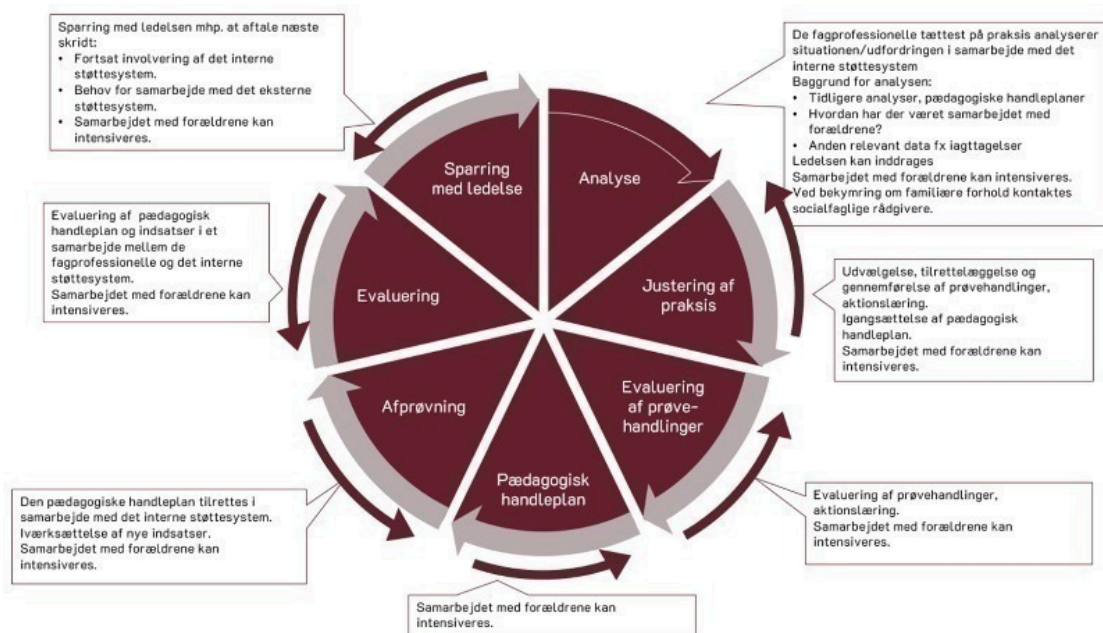 Sparring med ledelsen mhp. at aftale næste
skridt:
• Fortsat involvering af det interne
støttesystem.
• Behov for samarbejde med det eksterne
støttesystem.
• Samarbejdet med forældrene kan
intensiveres.
De fagprofessionelle tættest på praksis analyserer
situationen/udfordringen i samarbejde med det
interne støttesystem
Baggrund for analysen:
• Tidligere analyser, pædagogiske handleplaner
• Hvordan har der været samarbejdet med
forældrene?
• Anden relevant data fx iagttagelser
Ledelsen kan inddrages
Samarbejdet med forældrene kan intensiveres.
Ved bekymring om familiære forhold kontaktes
socialfaglige rådgivere.
Sparring
med ledelse
Analyse
Evaluering af pædagogisk
handleplan og indsatser i et
samarbejde mellem de
fagprofessionelle og det interne
støttesystem.
Samarbejdet med forældrene kan
intensiveres.
Evaluering
Justering af
praksis
Udvælgelse, tilrettelæggelse og
gennemførelse af prøvehandlinger,
aktionslæring.
Igangsættelse af pædagogisk
handleplan.
Samarbejdet med forældrene kan
intensiveres.
Afprøvning
Evaluering
af prøve-
handlinger
Pædagogisk
handleplan
Den pædagogiske handleplan tilrettes i
samarbejde med det interne støttesystem.
Iværksættelse af nye indsatser.
Samarbejdet med forældrene kan
intensiveres.
Evaluering af prøvehandlinger,
aktionslæring.
Samarbejdet med forældrene kan
intensiveres.
Samarbejdet med forældrene kan
intensiveres.